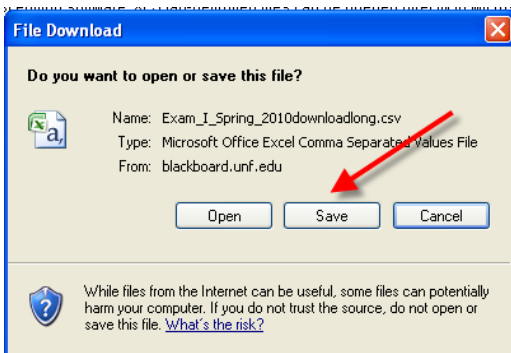 File Download
Do you want to open or save this file?
Name: Exam_I_Spring_2010downloadlong.csv
Type: Microsoft Office Excel Comma Separated Values File
From: blackboard.unf.edu
Open Save Cancel
While files from the Internet can be useful, some files can potentially
harm your computer. If you do not trust the source, do not open or
save this file. What's the risk?